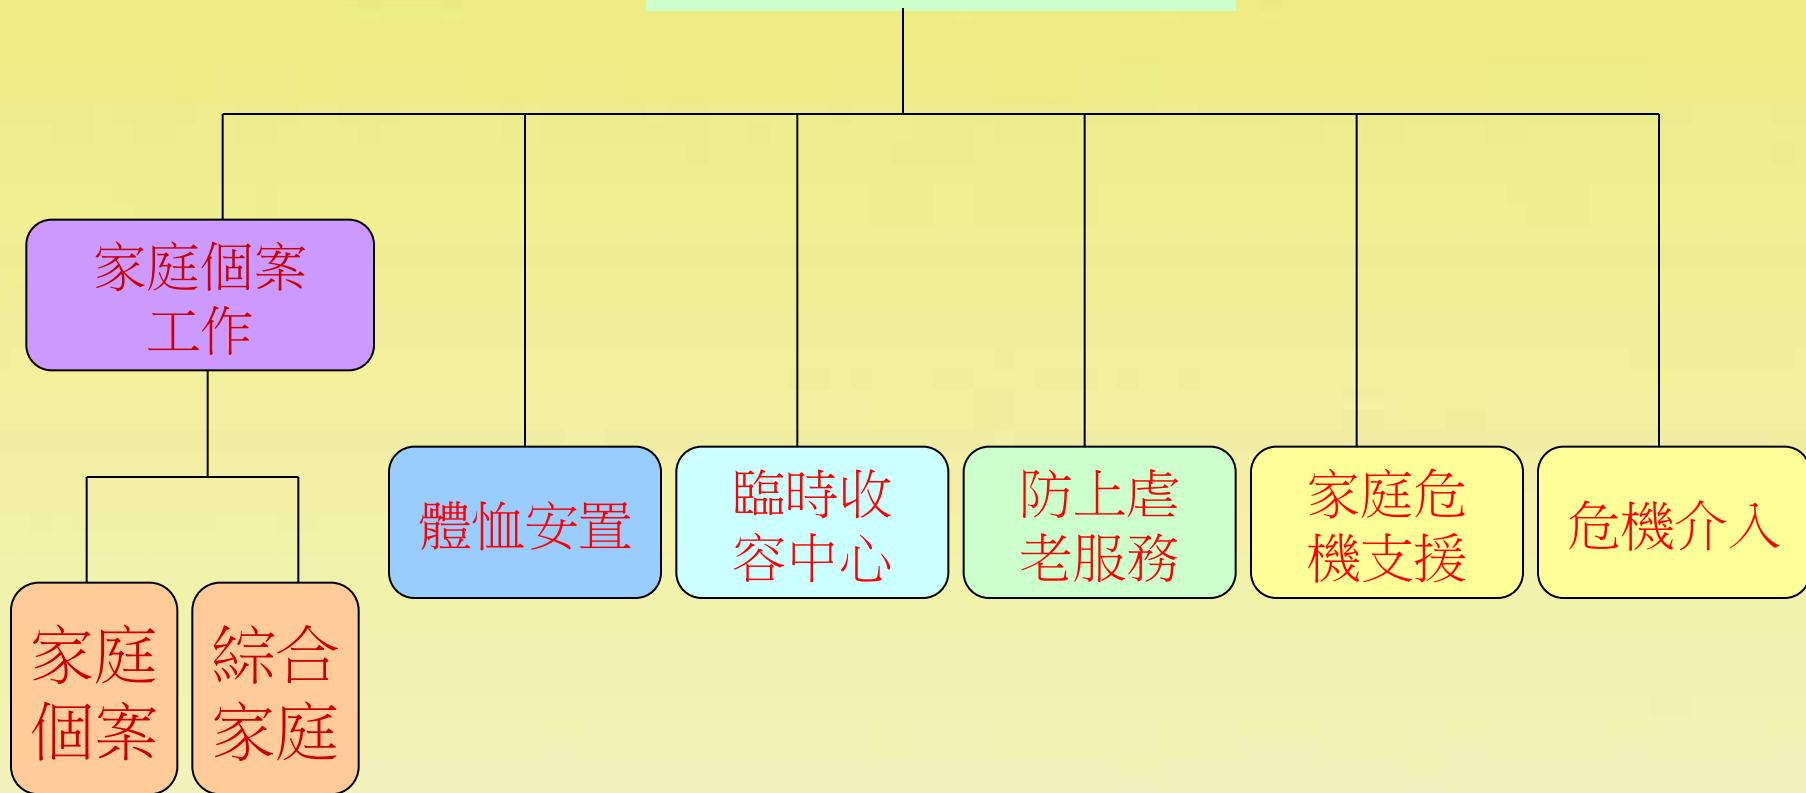 家庭個案
工作
體恤安置
臨時收
容中心
防上虐
老服務
家庭危
機支援
危機介入
家庭
個案
綜合
家庭